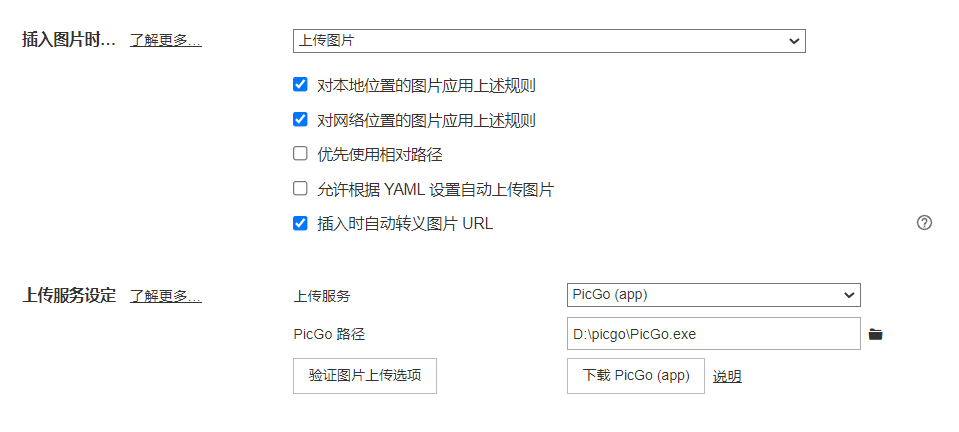 插入图片时... 了解更多... 上传图片
对本地位置的图片应用上述规则
对网络位置的图片应用上述规则
优先使用相对路径
允许根据 YAML 设置自动上传图片
插入时自动转义图片 URL
上传服务设定 了解更多... 上传服务 PicGo (app)
PicGo 路径 D:\picgo\PicGo.exe
验证图片上传选项 下载 PicGo (app) 说明